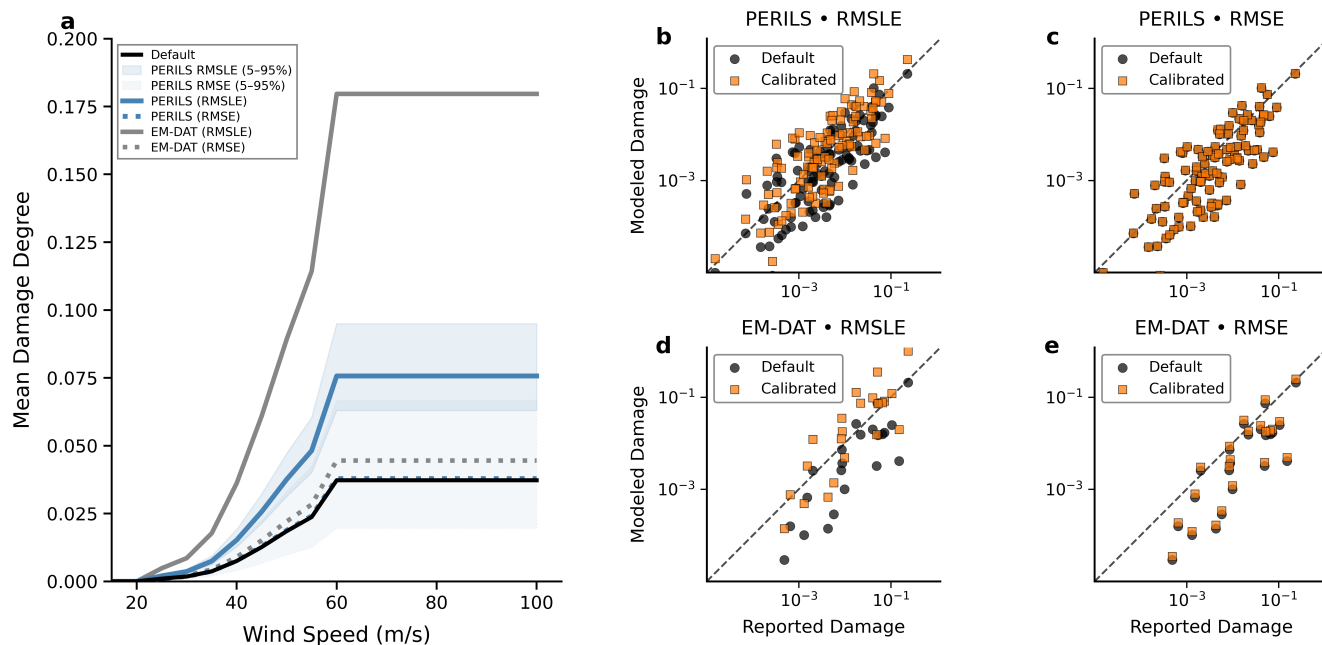 a
0.200
0.175
0.150
0.125
0.100
0.075
0.050
0.025
0.000
Mean Damage Degree
Default
PERILS RMSLE (5–95%)
PERILS RMSE (5–95%)
PERILS (RMSLE)
PERILS (RMSE)
EM-DAT (RMSLE)
EM-DAT (RMSE)
20
40
60
80
100
Wind Speed (m/s)
b
PERILS • RMSLE
Default
Calibrated
Modeled Damage
10⁻¹
10⁻³
10⁻³
10⁻¹
c
PERILS • RMSE
Default
Calibrated
10⁻¹
10⁻³
10⁻³
10⁻¹
d
EM-DAT • RMSLE
Default
Calibrated
Modeled Damage
10⁻¹
10⁻³
10⁻³
10⁻¹
Reported Damage
e
EM-DAT • RMSE
Default
Calibrated
10⁻¹
10⁻³
10⁻³
10⁻¹
Reported Damage